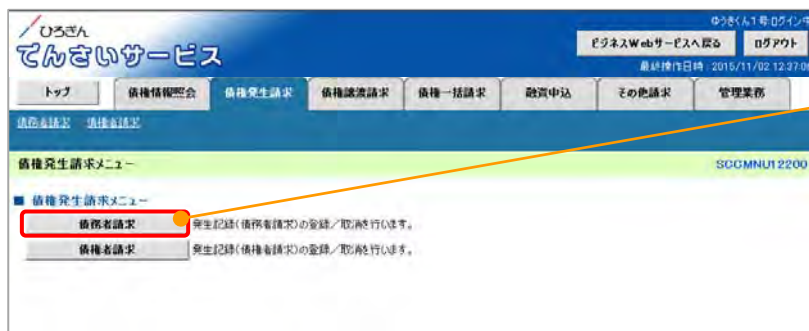 ひろぎん
でんさいサービス
ゆうきくん1号:ログイン中
ビジネスWebサービスへ戻る ログアウト
最終操作日時：2015/11/02 12:37:06
トップ 債権情報照会 債権発生請求 債権譲渡請求 債権一括請求 融資申込 その他請求 管理業務
債務者請求 債権者請求
債権発生請求メニュー SCCMNU12200
■ 債権発生請求メニュー
債務者請求 発生記録(債務者請求)の登録／取消を行います。
債権者請求 発生記録(債権者請求)の登録／取消を行います。